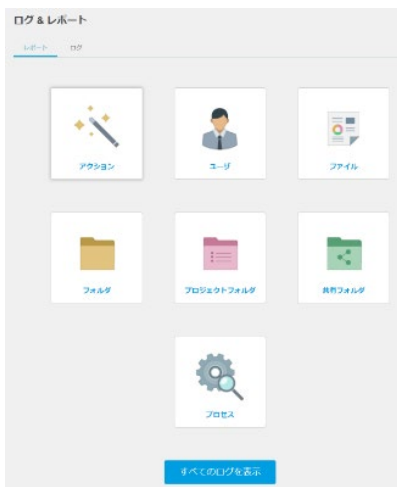 ログ & レポート
レポート ログ
アクション ユーザ ファイル
フォルダ プロジェクトフォルダ 共有フォルダ
プロセス
すべてのログを表示